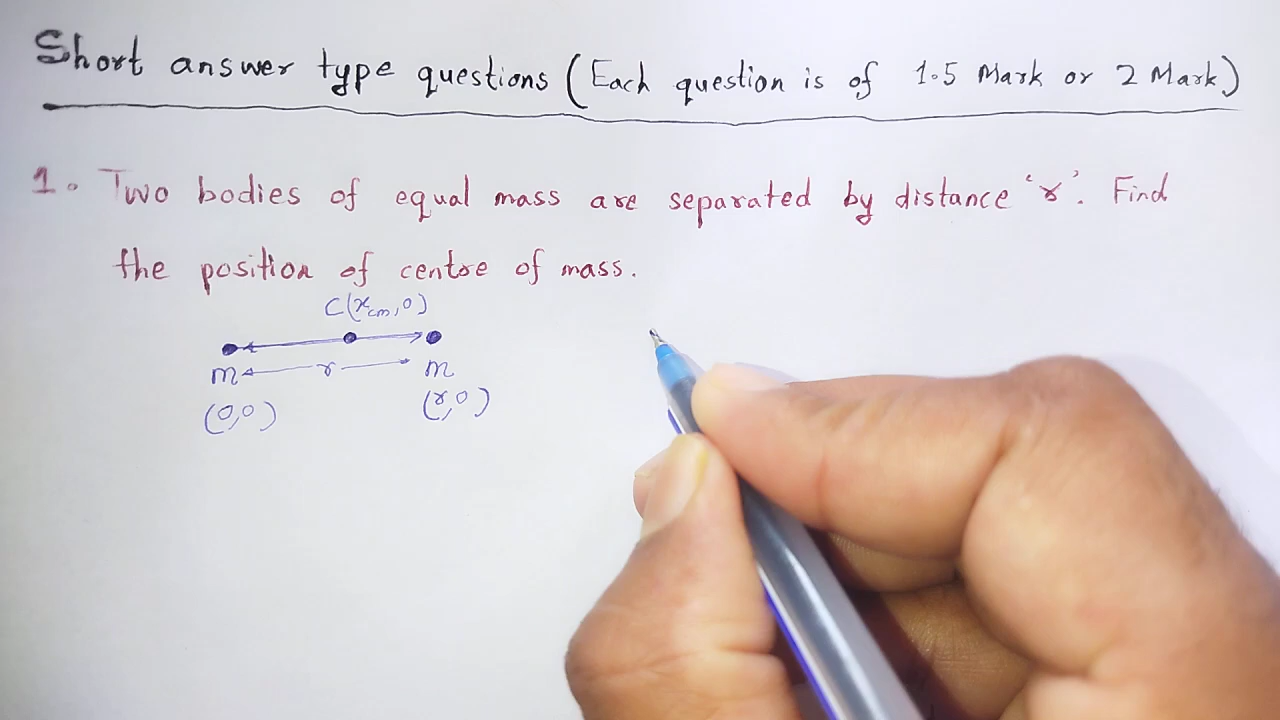 Short answer type questions (Each question is of 1.5 Mark or 2 Mark)
1. Two bodies of equal mass are separated by distance 'r'. Find
the position of centre of mass.
C(xcm,0)
m r m
(0,0) (r,0)